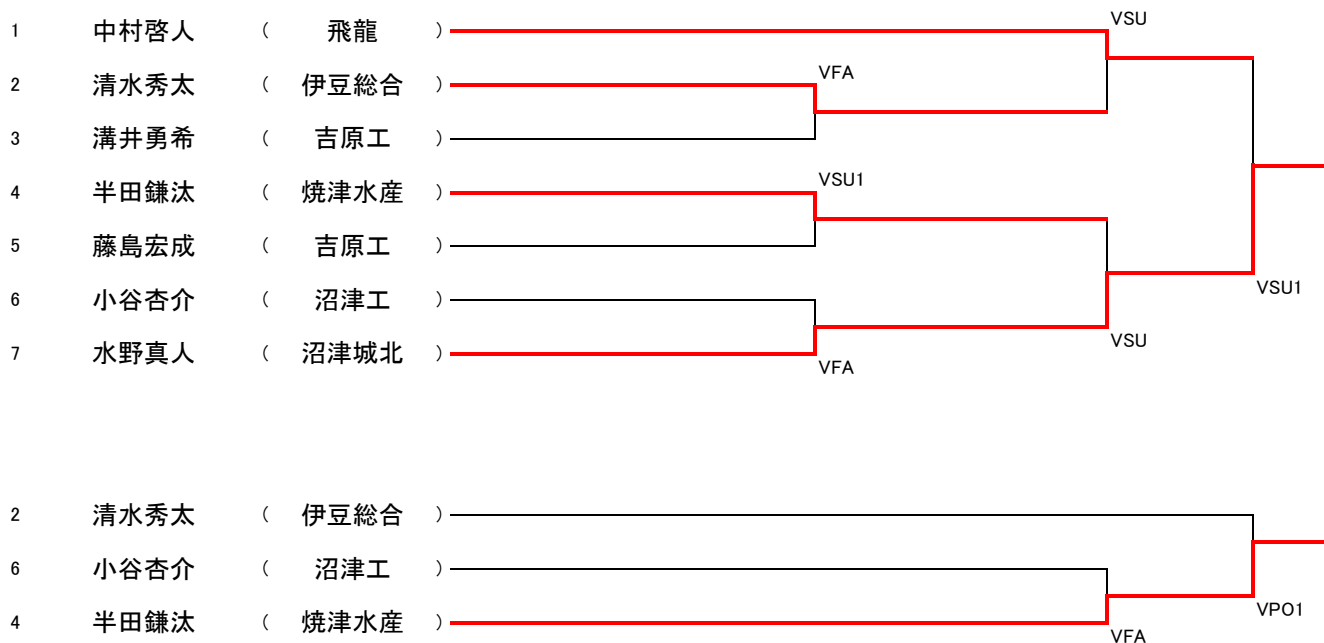 VSU
1 中村啓人 ( 飛龍 )
VFA
2 清水秀太 ( 伊豆総合 )
3 溝井勇希 ( 吉原工 )
VSU1
4 半田鎌汰 ( 焼津水産 )
5 藤島宏成 ( 吉原工 )
VSU1
6 小谷杏介 ( 沼津工 )
VSU
7 水野真人 ( 沼津城北 )
VFA
2 清水秀太 ( 伊豆総合 )
6 小谷杏介 ( 沼津工 )
VPO1
4 半田鎌汰 ( 焼津水産 )
VFA